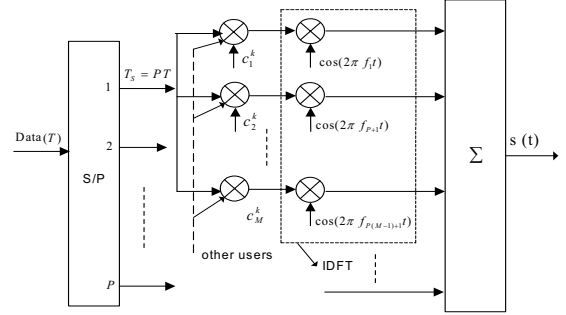 Data(T)
S/P
1
2
P
T_S = PT
c_1^k
c_2^k
c_M^k
cos(2π f_1 t)
cos(2π f_{P+1} t)
cos(2π f_{P(M-1)+1} t)
other users
IDFT
Σ
s (t)